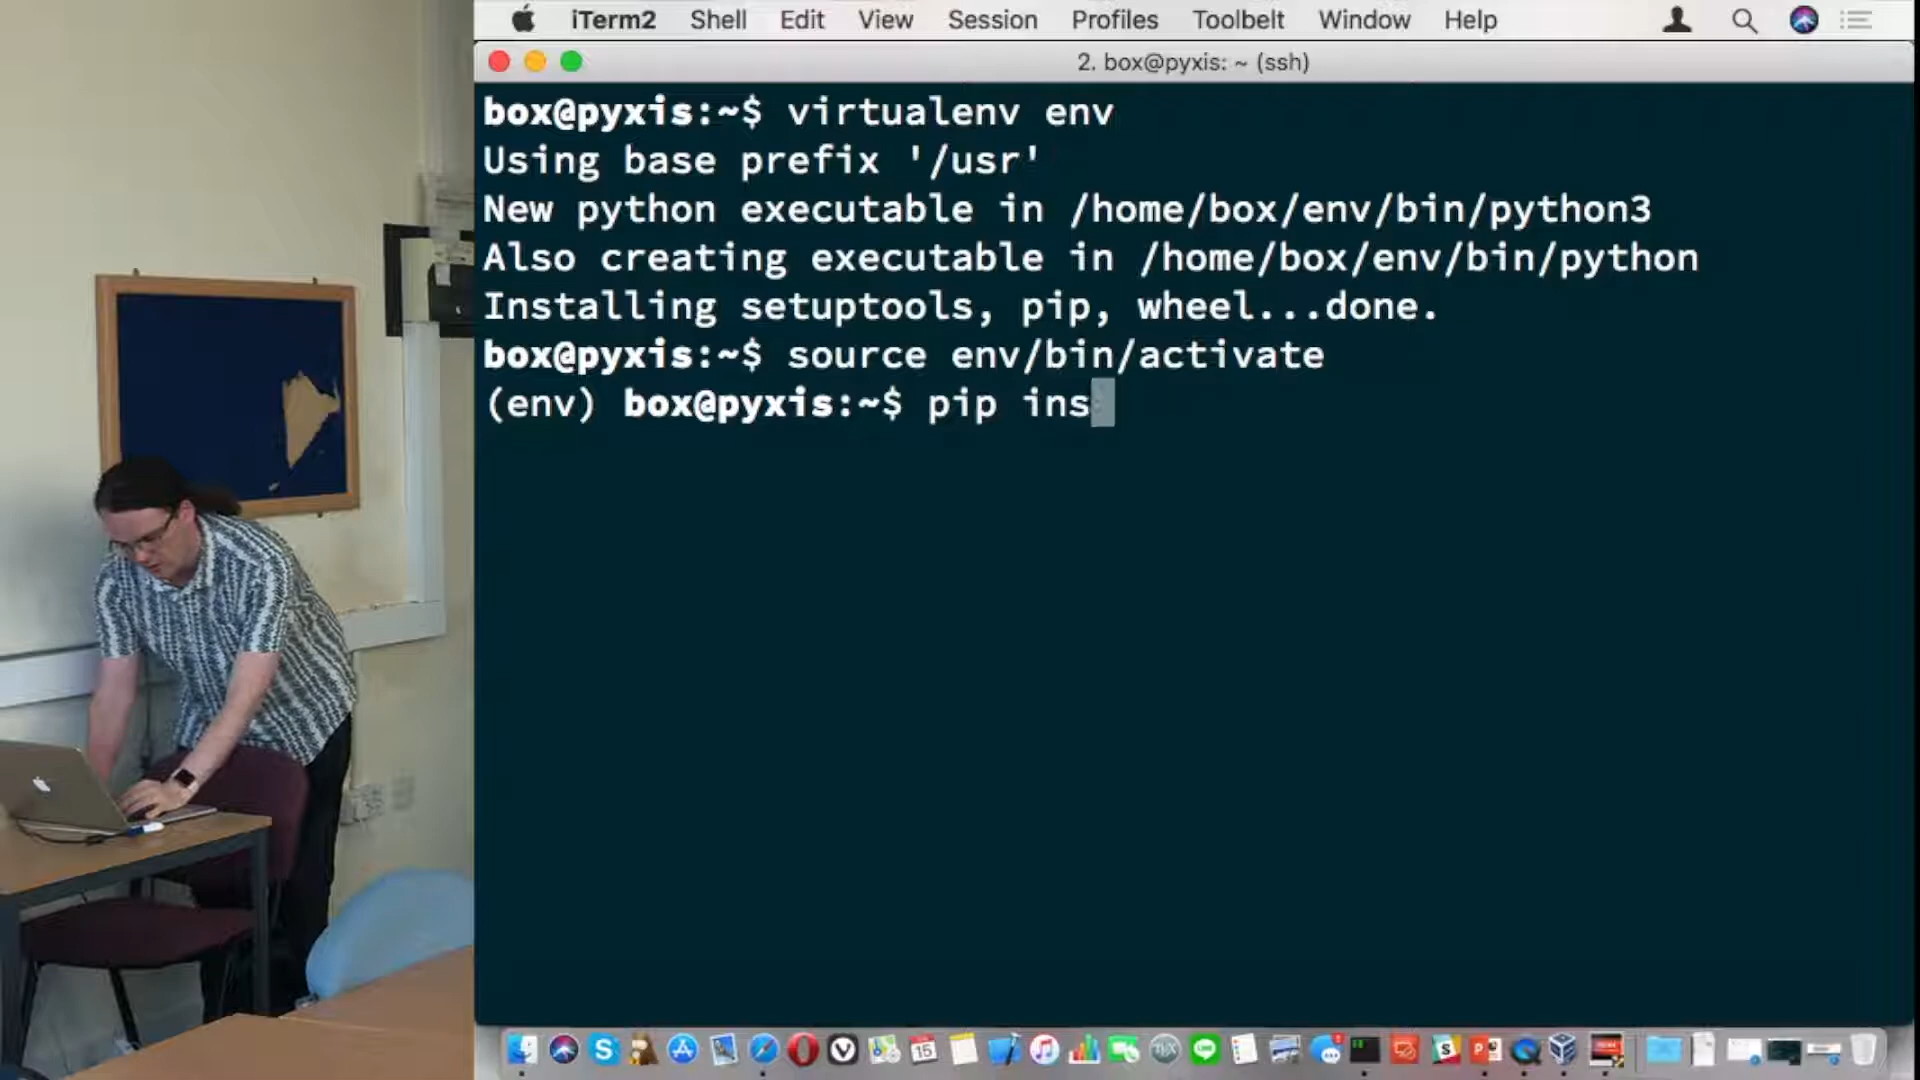 iTerm2 Shell Edit View Session Profiles Toolbelt Window Help
2. box@pyxis: ~ (ssh)
box@pyxis:~$ virtualenv env
Using base prefix '/usr'
New python executable in /home/box/env/bin/python3
Also creating executable in /home/box/env/bin/python
Installing setuptools, pip, wheel...done.
box@pyxis:~$ source env/bin/activate
(env) box@pyxis:~$ pip ins
15